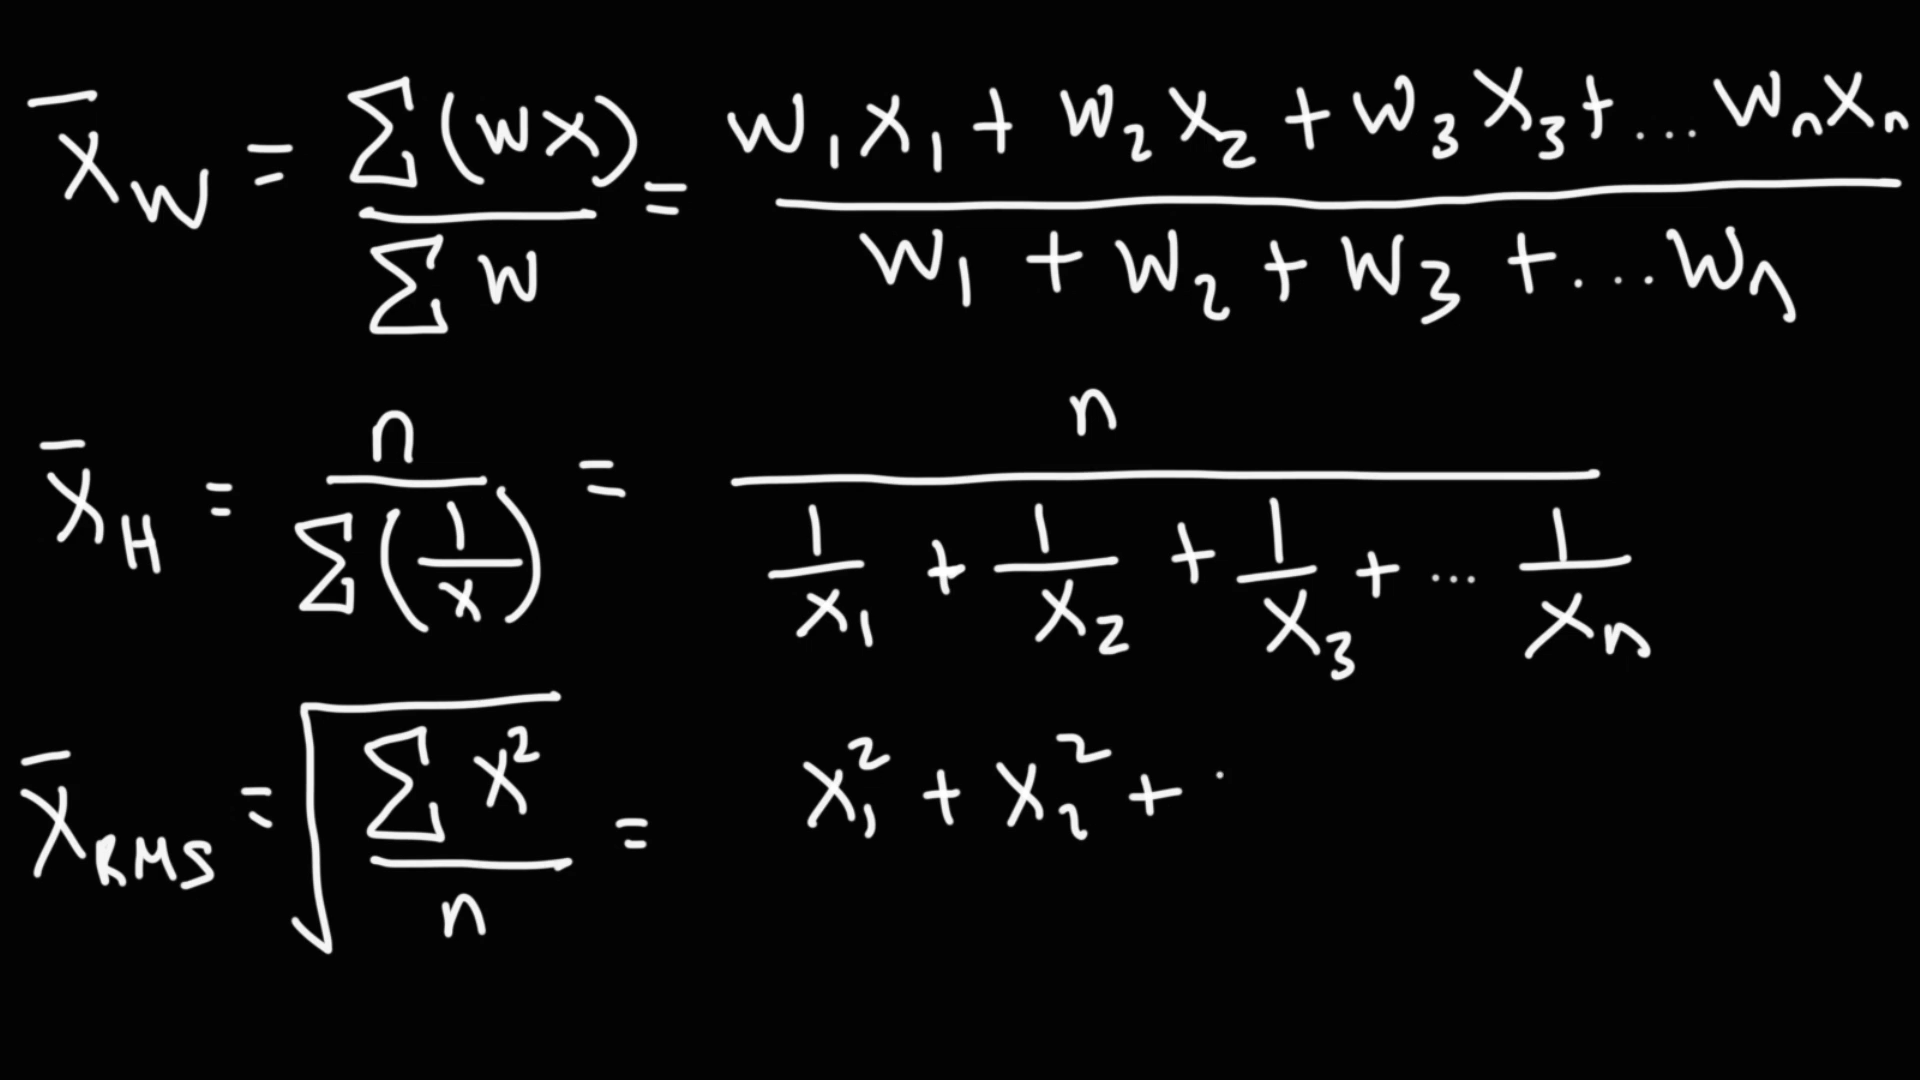 x̄_W = Σ(wx) / Σw = (w₁x₁ + w₂x₂ + w₃x₃ + ... wₙxₙ) / (w₁ + w₂ + w₃ + ... wₙ)
x̄_H = n / Σ(1/x) = n / (1/x₁ + 1/x₂ + 1/x₃ + ... 1/xₙ)
x̄_RMS = √(Σx² / n) = x₁² + x₂² + .